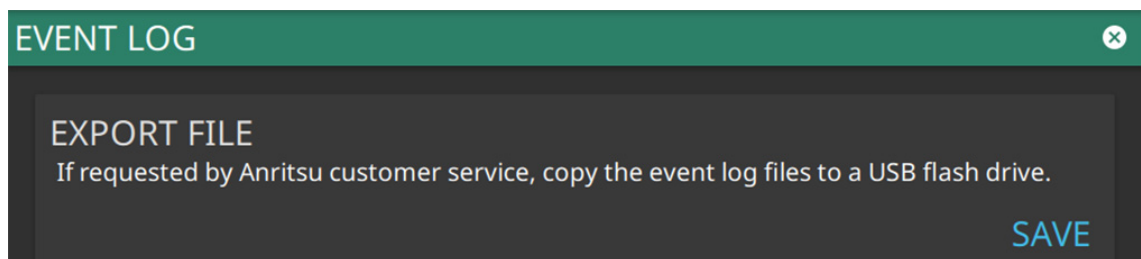 EVENT LOG
EXPORT FILE
If requested by Anritsu customer service, copy the event log files to a USB flash drive.
SAVE